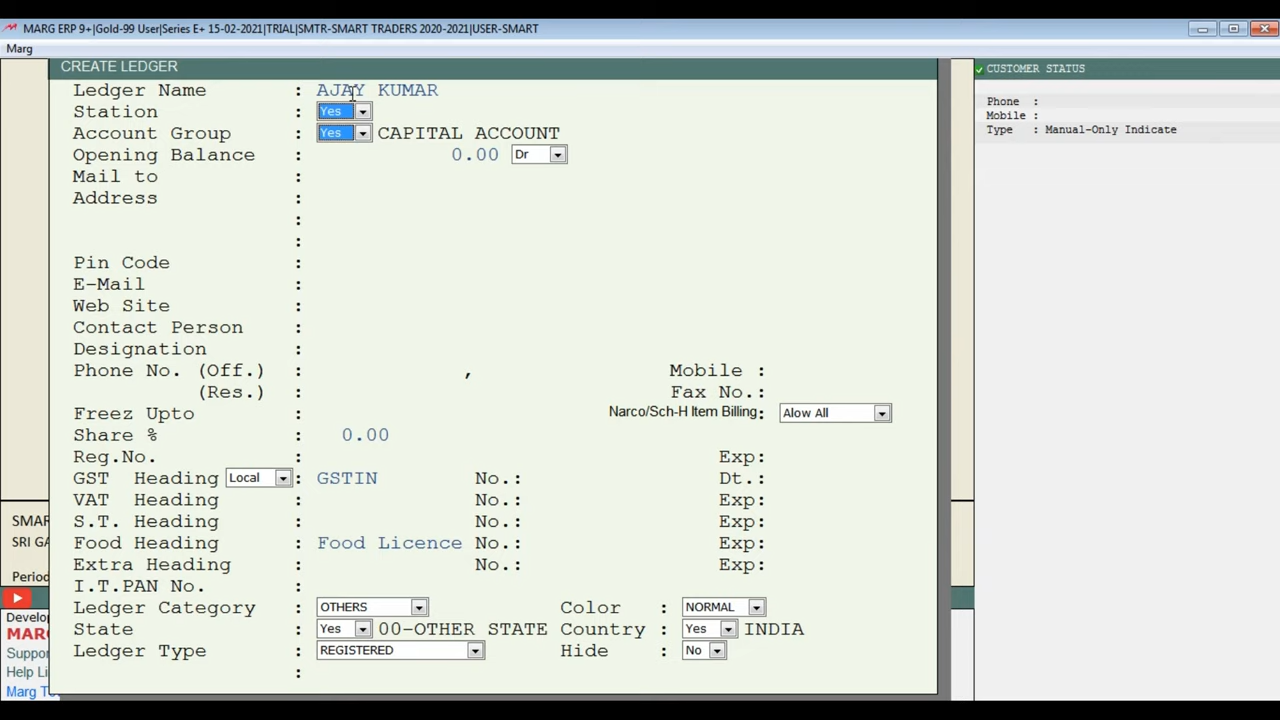 MARG ERP 9+|Gold-99 User|Series E+ 15-02-2021|TRIAL|SMTR-SMART TRADERS 2020-2021|USER-SMART
Marg
CREATE LEDGER
Ledger Name : AJAY KUMAR
Station : Yes
Account Group : Yes CAPITAL ACCOUNT
Opening Balance : 0.00 Dr
Mail to :
Address :
:
:
Pin Code :
E-Mail :
Web Site :
Contact Person :
Designation :
Phone No. (Off.) : , Mobile :
(Res.) : Fax No.:
Freez Upto : Narco/Sch-H Item Billing: Alow All
Share % : 0.00
Reg.No. : Exp:
GST Heading Local : GSTIN No.: Dt.:
VAT Heading : No.: Exp:
S.T. Heading : No.: Exp:
Food Heading : Food Licence No.: Exp:
Extra Heading : No.: Exp:
I.T.PAN No. :
Ledger Category : OTHERS Color : NORMAL
State : Yes 00-OTHER STATE Country : Yes INDIA
Ledger Type : REGISTERED Hide : No
:
CUSTOMER STATUS
Phone :
Mobile :
Type : Manual-Only Indicate
SMAR
SRI GA
Period
Develop
MARG
Suppor
Help Li
Marg To